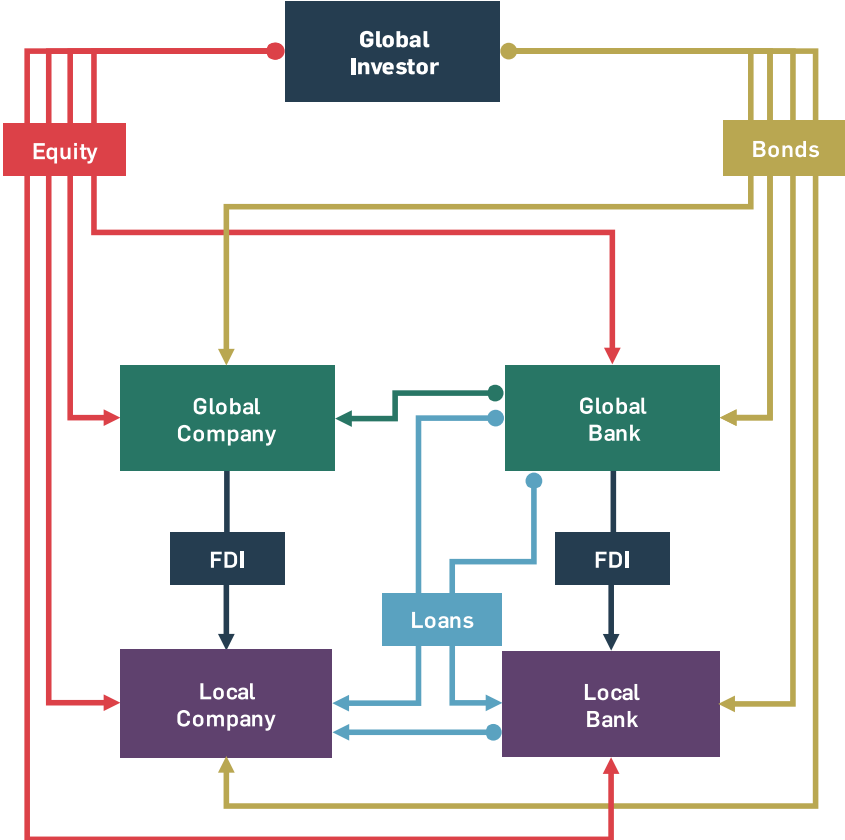 Global
Investor
Equity
Bonds
Global
Company
Global
Bank
FDI
FDI
Loans
Local
Company
Local
Bank